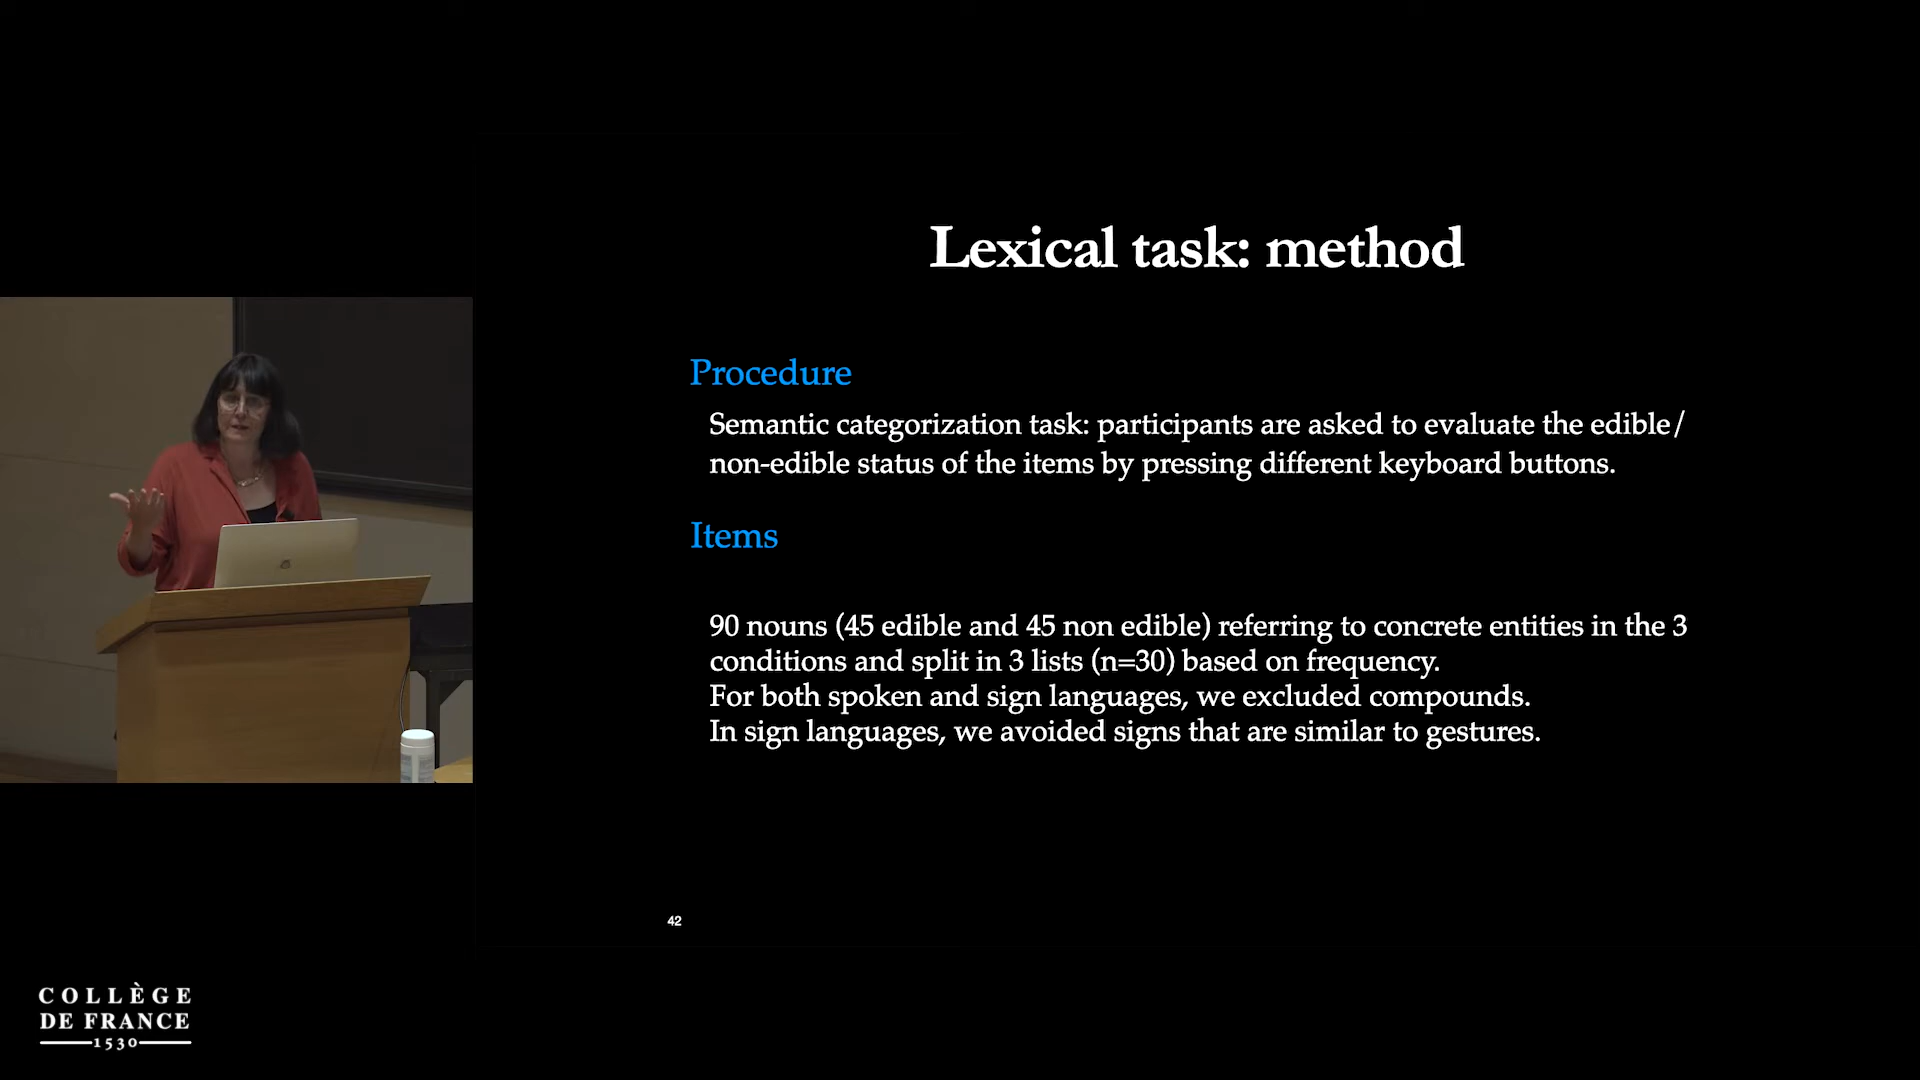 Lexical task: method
Procedure
Semantic categorization task: participants are asked to evaluate the edible/
non-edible status of the items by pressing different keyboard buttons.
Items
90 nouns (45 edible and 45 non edible) referring to concrete entities in the 3
conditions and split in 3 lists (n=30) based on frequency.
For both spoken and sign languages, we excluded compounds.
In sign languages, we avoided signs that are similar to gestures.
42
COLLÈGE
DE FRANCE
1530